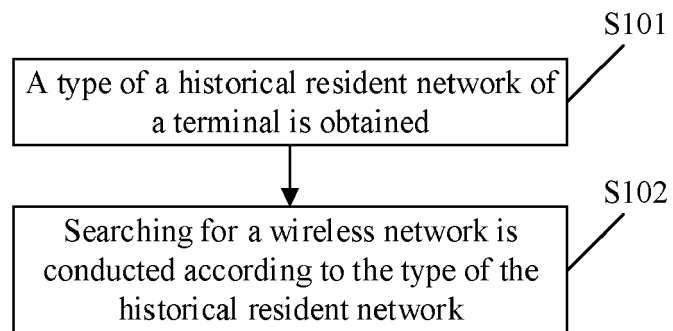 S101
A type of a historical resident network of
a terminal is obtained
S102
Searching for a wireless network is
conducted according to the type of the
historical resident network